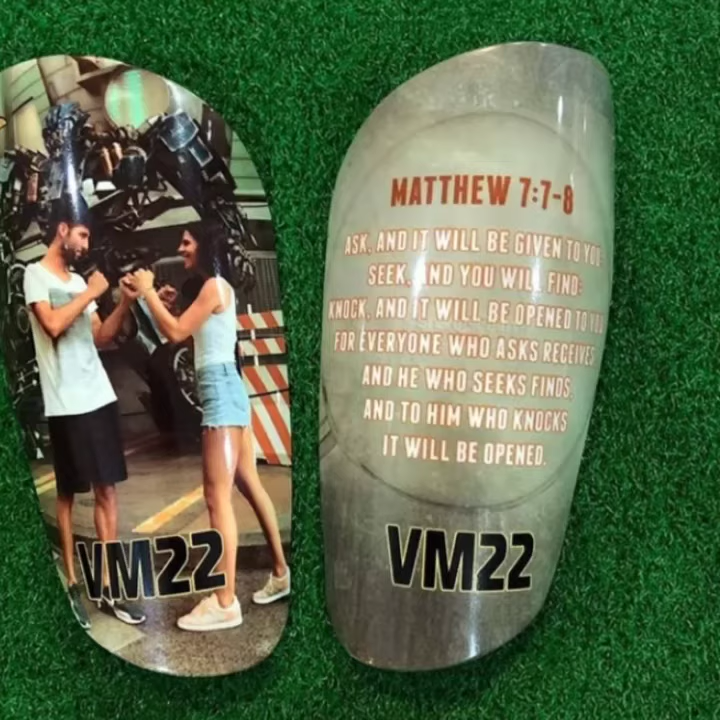 VM22
MATTHEW 7:7-8
ASK, AND IT WILL BE GIVEN TO YOU;
SEEK, AND YOU WILL FIND;
KNOCK, AND IT WILL BE OPENED TO YOU
FOR EVERYONE WHO ASKS RECEIVES
AND HE WHO SEEKS FINDS,
AND TO HIM WHO KNOCKS
IT WILL BE OPENED.
VM22